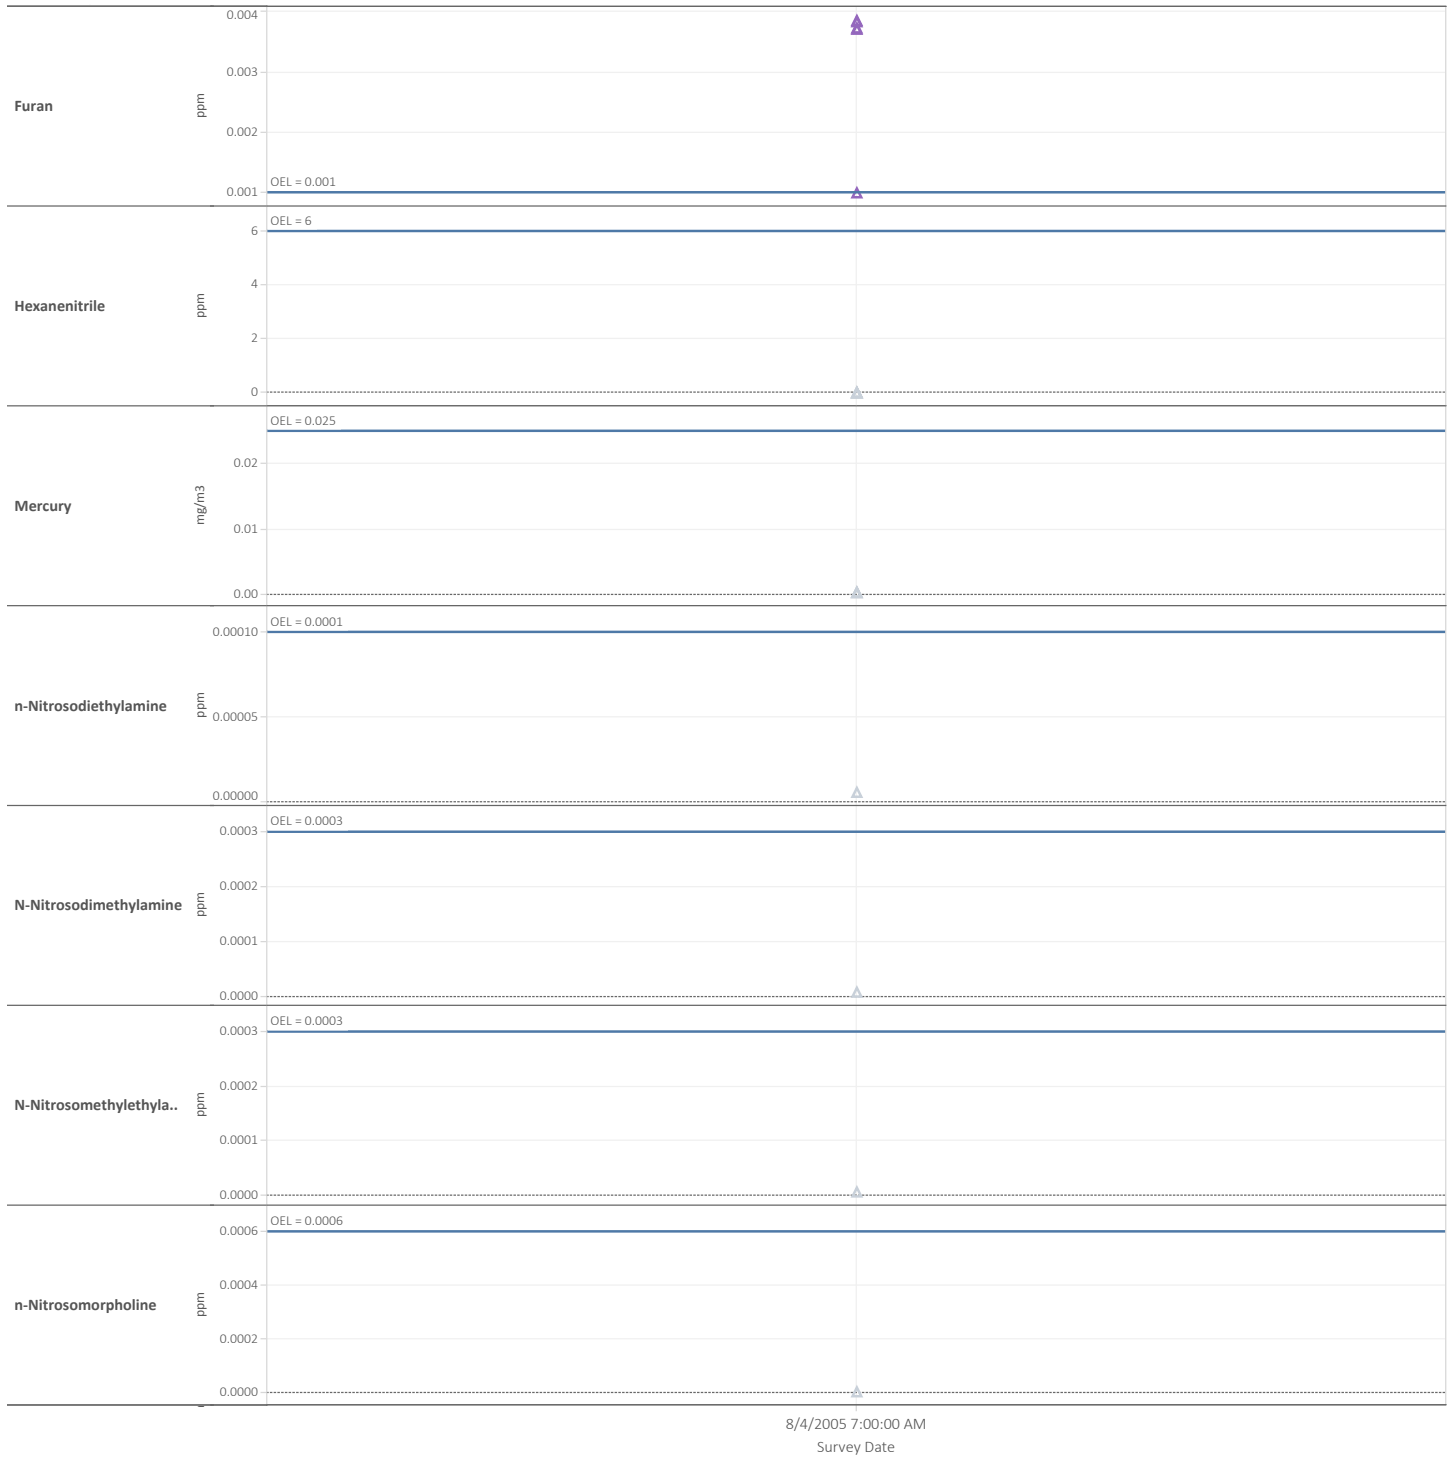 Furan
ppm
0.004
0.003
0.002
0.001
OEL = 0.001
Hexanenitrile
ppm
6
4
2
0
OEL = 6
Mercury
mg/m3
0.02
0.01
0.00
OEL = 0.025
n-Nitrosodiethylamine
ppm
0.00010
0.00005
0.00000
OEL = 0.0001
N-Nitrosodimethylamine
ppm
0.0003
0.0002
0.0001
0.0000
OEL = 0.0003
N-Nitrosomethylethyla..
ppm
0.0003
0.0002
0.0001
0.0000
OEL = 0.0003
n-Nitrosomorpholine
ppm
0.0006
0.0004
0.0002
0.0000
OEL = 0.0006
8/4/2005 7:00:00 AM
Survey Date